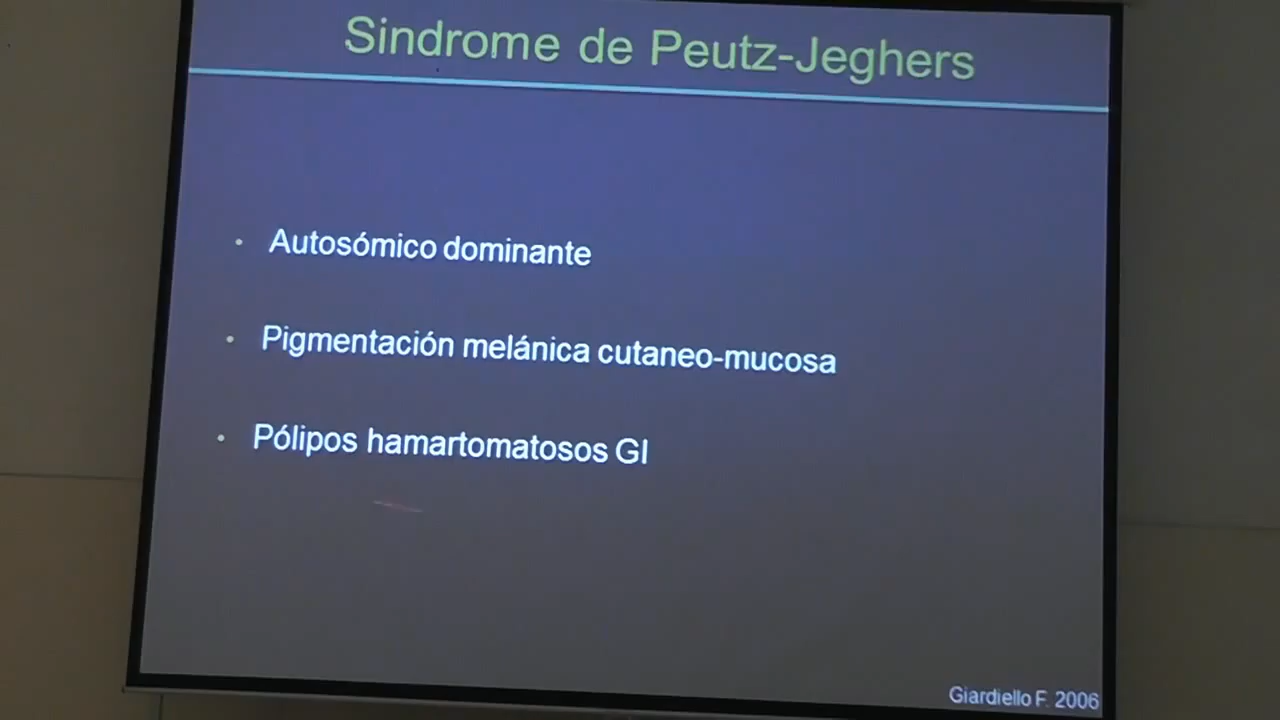 Sindrome de Peutz-Jeghers
• Autosómico dominante
• Pigmentación melánica cutaneo-mucosa
• Pólipos hamartomatosos GI
Giardiello F. 2006